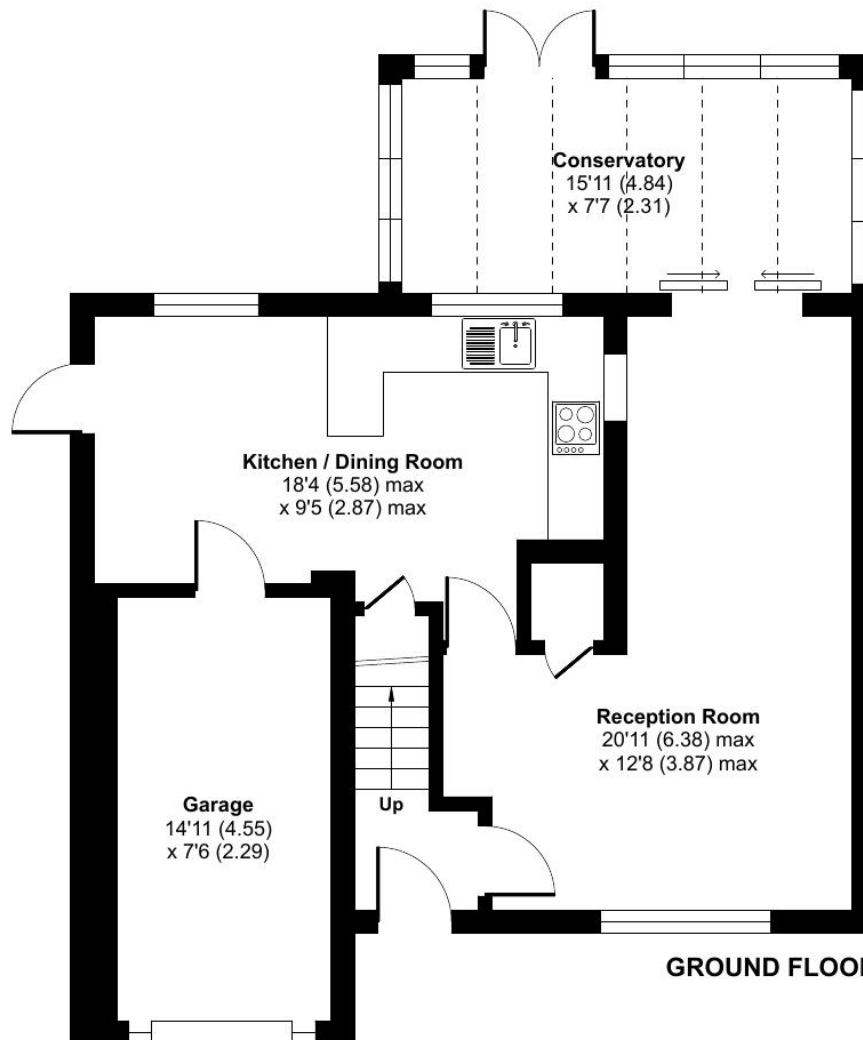 Conservatory
15'11 (4.84)
x 7'7 (2.31)
Kitchen / Dining Room
18'4 (5.58) max
x 9'5 (2.87) max
Reception Room
20'11 (6.38) max
x 12'8 (3.87) max
Garage
14'11 (4.55)
x 7'6 (2.29)
Up
GROUND FLOOR